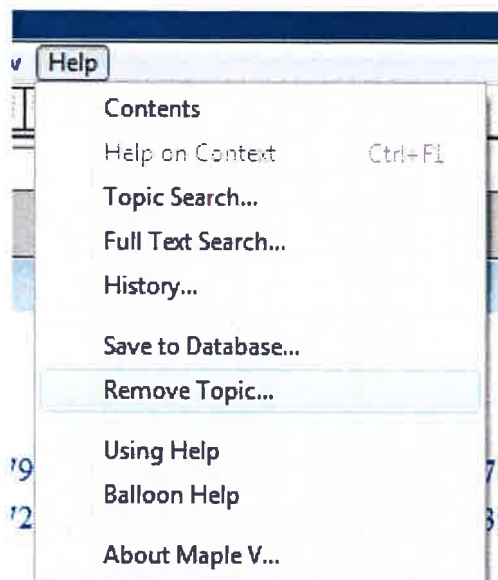 Help
Contents
Help on Context Ctrl+F1
Topic Search...
Full Text Search...
History...
Save to Database...
Remove Topic...
Using Help
Balloon Help
About Maple V...